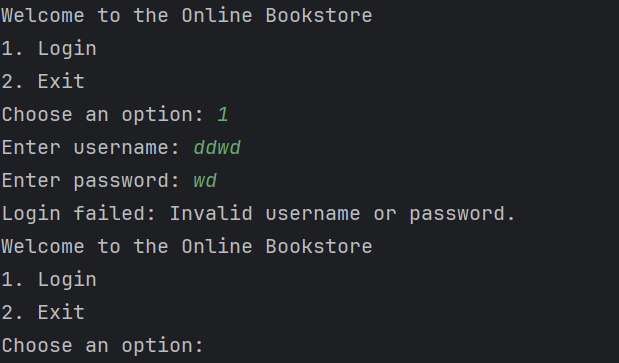 Welcome to the Online Bookstore
1. Login
2. Exit
Choose an option: 1
Enter username: ddwd
Enter password: wd
Login failed: Invalid username or password.
Welcome to the Online Bookstore
1. Login
2. Exit
Choose an option: